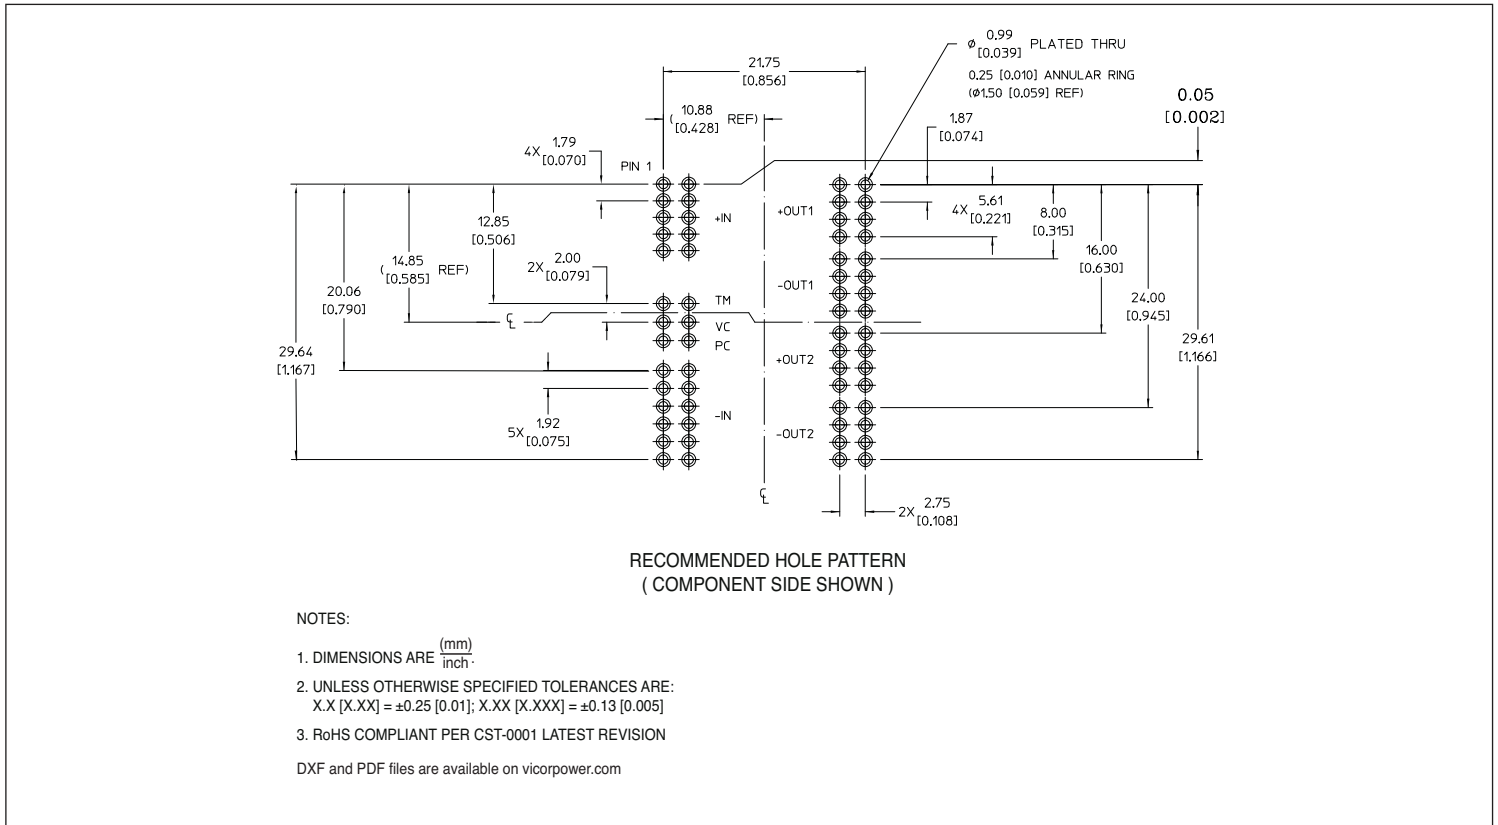 Ø 0.99 [0.039] PLATED THRU
0.25 [0.010] ANNULAR RING
(Ø1.50 [0.059] REF)
21.75
[0.856]
( 10.88 [0.428] REF)
0.05
[0.002]
1.87
[0.074]
4X 1.79 [0.070]
PIN 1
+IN
+OUT1
4X 5.61 [0.221]
8.00
[0.315]
12.85
[0.506]
16.00
[0.630]
( 14.85 [0.585] REF)
2X 2.00 [0.079]
20.06
[0.790]
-OUT1
24.00
[0.945]
TM
℄
VC
PC
29.64
[1.167]
+OUT2
29.61
[1.166]
5X 1.92 [0.075]
-IN
-OUT2
℄
2X 2.75 [0.108]
RECOMMENDED HOLE PATTERN
( COMPONENT SIDE SHOWN )
NOTES:
1. DIMENSIONS ARE (mm)/inch.
2. UNLESS OTHERWISE SPECIFIED TOLERANCES ARE:
X.X [X.XX] = ±0.25 [0.01]; X.XX [X.XXX] = ±0.13 [0.005]
3. RoHS COMPLIANT PER CST-0001 LATEST REVISION
DXF and PDF files are available on vicorpower.com